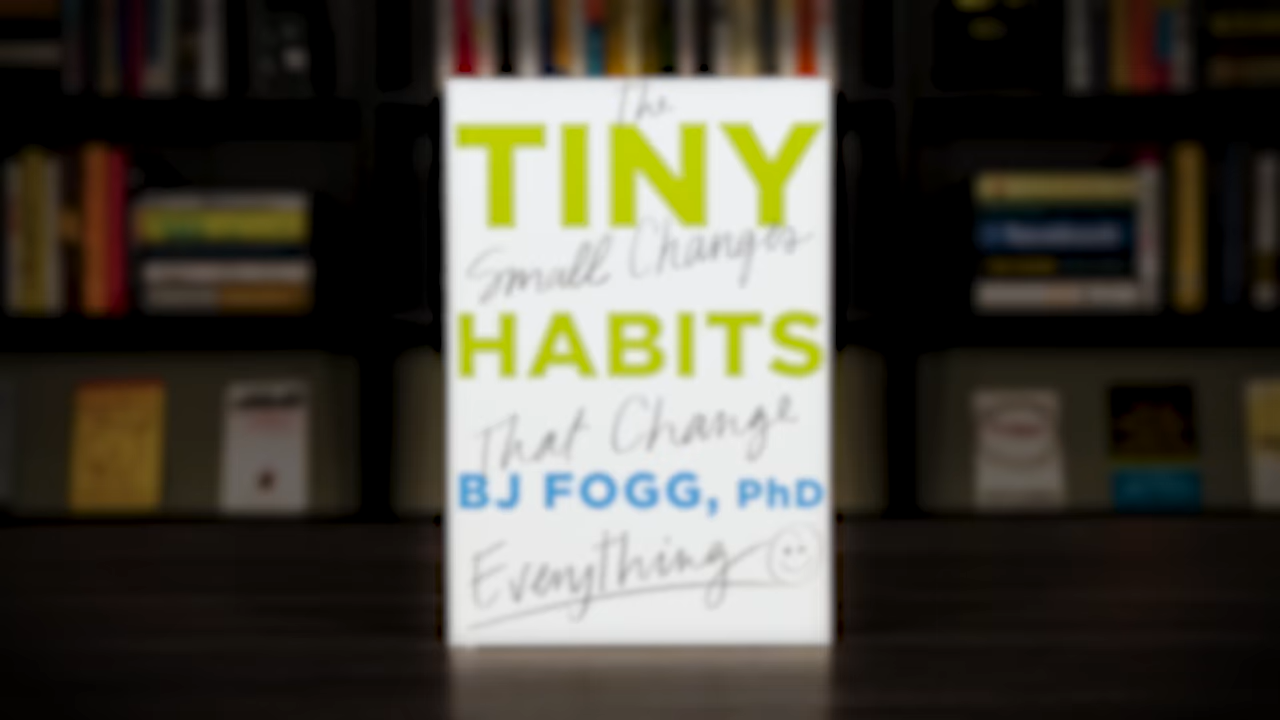 The
TINY
Small Changes
HABITS
That Change
BJ FOGG, PhD
Everything